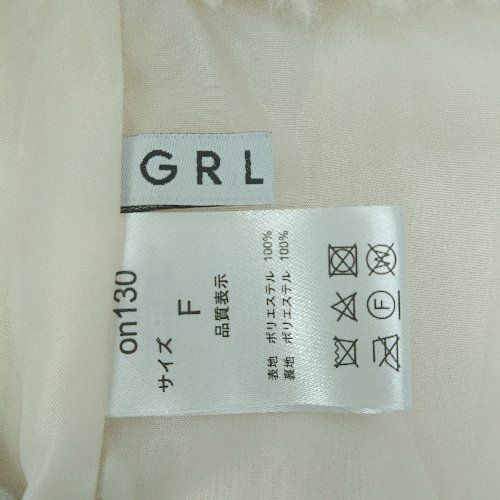 GRL
on130
サイズ F
品質表示
表地 ポリエステル 100%
裏地 ポリエステル 100%
F